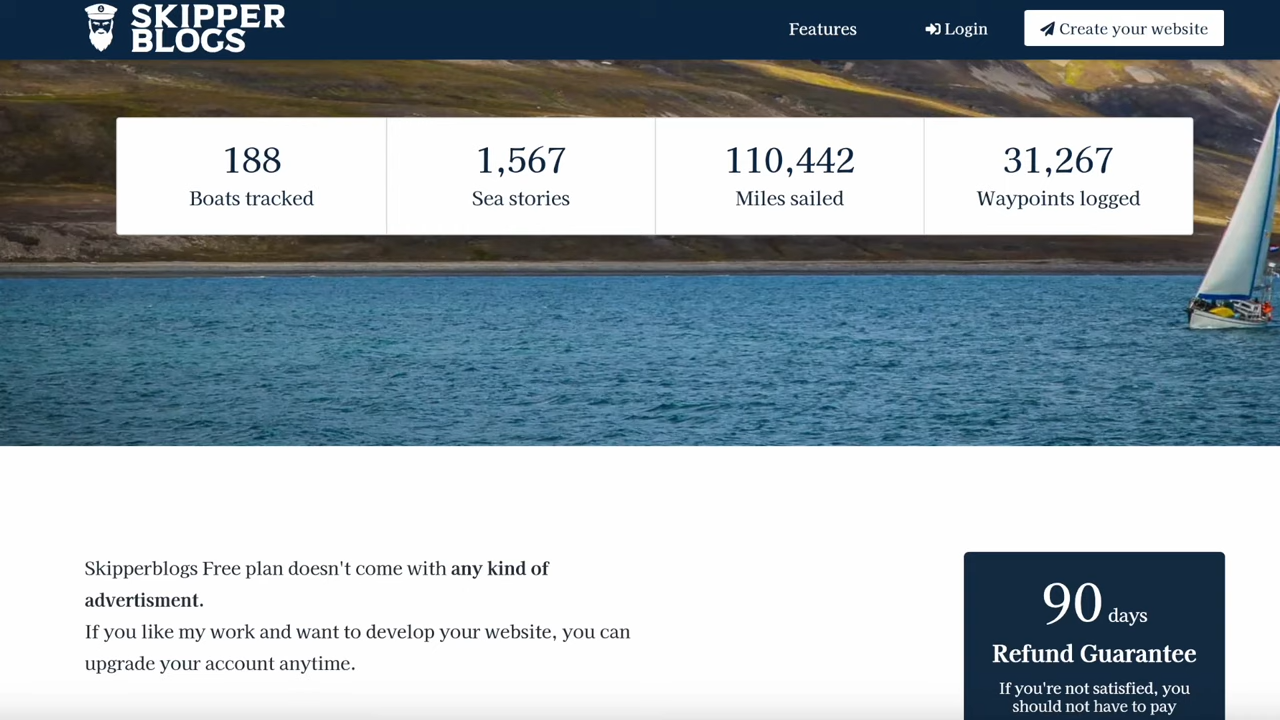 SKIPPER
BLOGS
Features
Login
Create your website
188
Boats tracked
1,567
Sea stories
110,442
Miles sailed
31,267
Waypoints logged
Skipperblogs Free plan doesn't come with any kind of
advertisment.
If you like my work and want to develop your website, you can
upgrade your account anytime.
90 days
Refund Guarantee
If you're not satisfied, you
should not have to pay